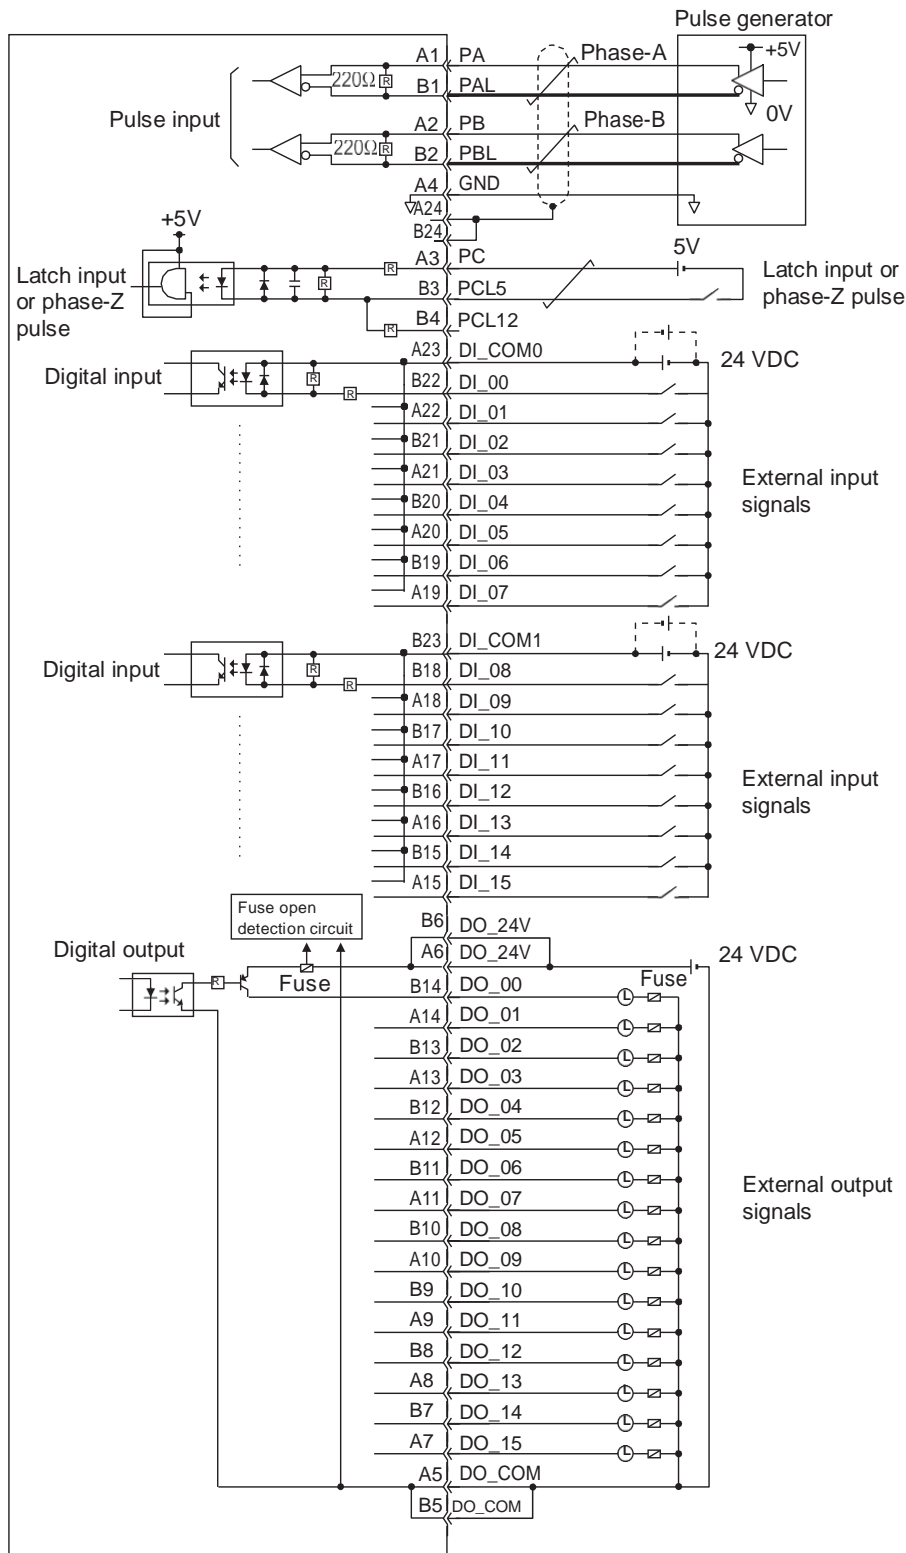 Pulse generator
+5V
A1 PA Phase-A
220Ω R
B1 PAL
0V
Pulse input
A2 PB Phase-B
220Ω R
B2 PBL
A4 GND
A24
+5V
B24
5V
A3 PC
R
Latch input
or phase-Z
pulse
R
B3 PCL5
Latch input or
phase-Z pulse
B4 PCL12
R
A23 DI_COM0 24 VDC
Digital input
R
B22 DI_00
R
A22 DI_01
B21 DI_02
A21 DI_03
External input
signals
B20 DI_04
A20 DI_05
B19 DI_06
A19 DI_07
B23 DI_COM1 24 VDC
Digital input
R
B18 DI_08
R
A18 DI_09
B17 DI_10
A17 DI_11
External input
signals
B16 DI_12
A16 DI_13
B15 DI_14
A15 DI_15
Fuse open
detection circuit
B6 DO_24V
Digital output
A6 DO_24V 24 VDC
R
Fuse
B14 DO_00 Fuse
L
A14 DO_01
L
B13 DO_02
L
A13 DO_03
L
B12 DO_04
L
A12 DO_05
L
B11 DO_06
L
External output
signals
A11 DO_07
L
B10 DO_08
L
A10 DO_09
L
B9 DO_10
L
A9 DO_11
L
B8 DO_12
L
A8 DO_13
L
B7 DO_14
L
A7 DO_15
L
A5 DO_COM
B5 DO_COM